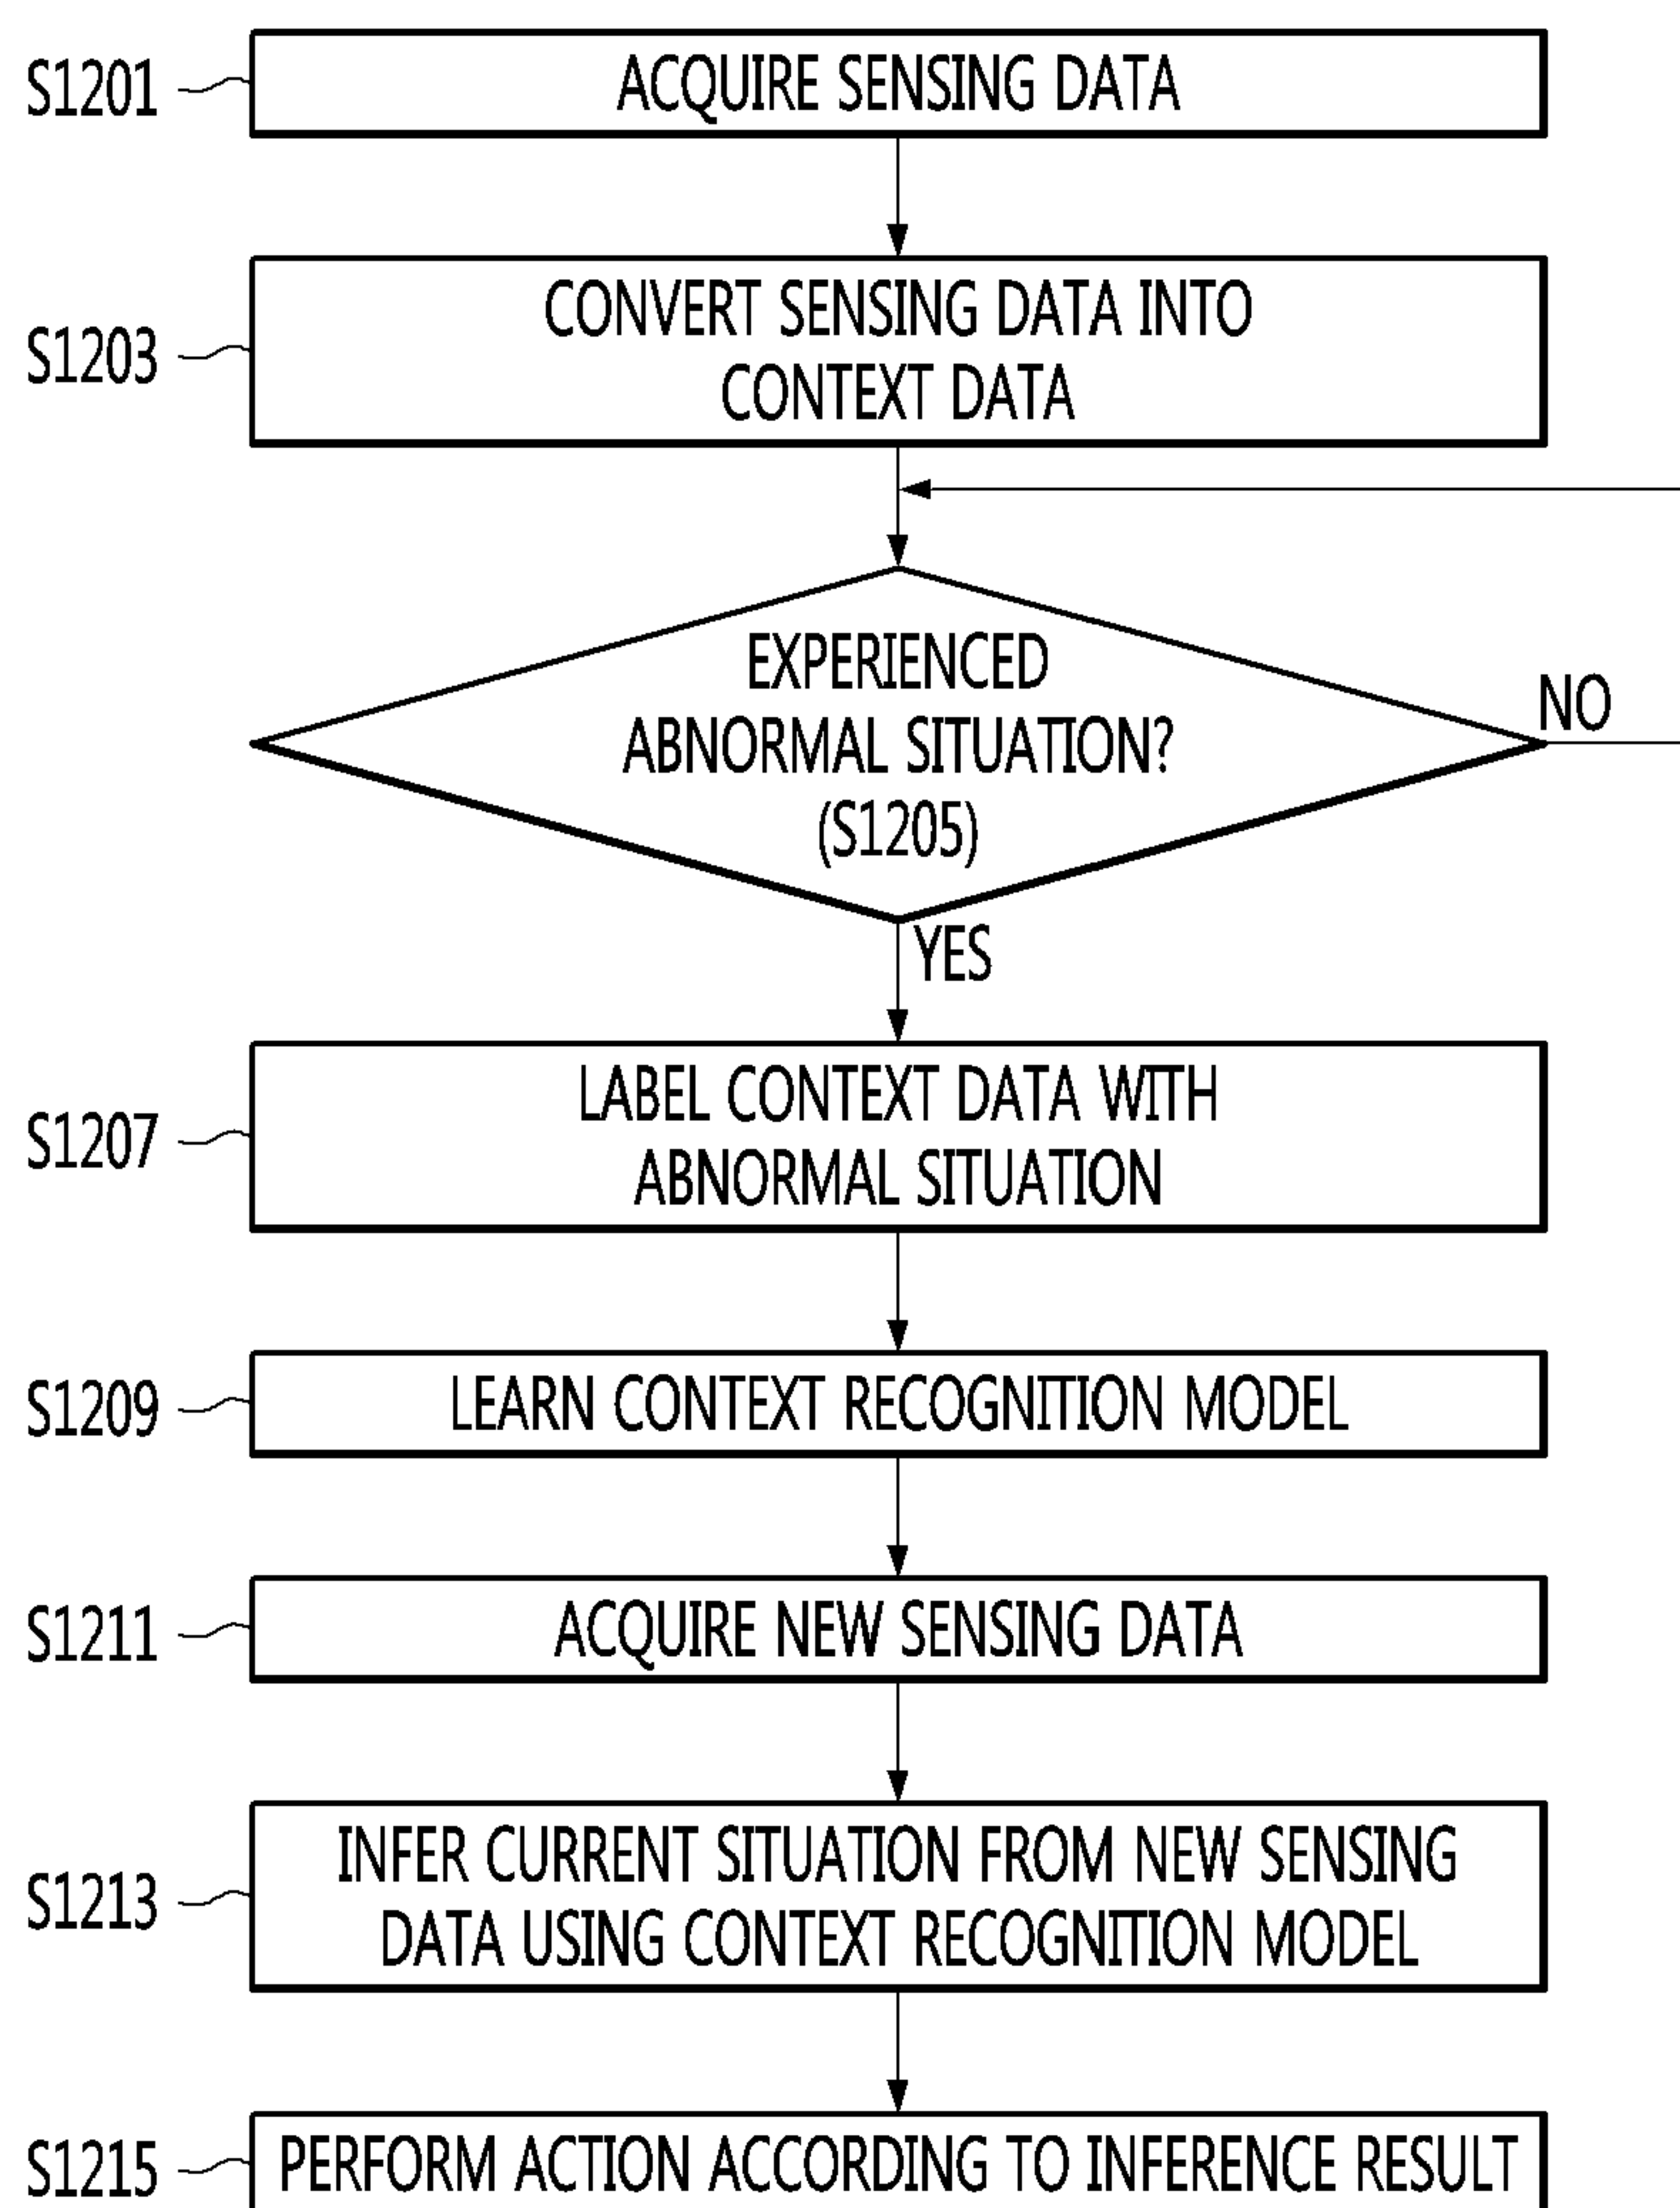 S1201
ACQUIRE SENSING DATA
S1203
CONVERT SENSING DATA INTO
CONTEXT DATA
EXPERIENCED
ABNORMAL SITUATION?
(S1205)
NO
YES
S1207
LABEL CONTEXT DATA WITH
ABNORMAL SITUATION
S1209
LEARN CONTEXT RECOGNITION MODEL
S1211
ACQUIRE NEW SENSING DATA
S1213
INFER CURRENT SITUATION FROM NEW SENSING
DATA USING CONTEXT RECOGNITION MODEL
S1215
PERFORM ACTION ACCORDING TO INFERENCE RESULT